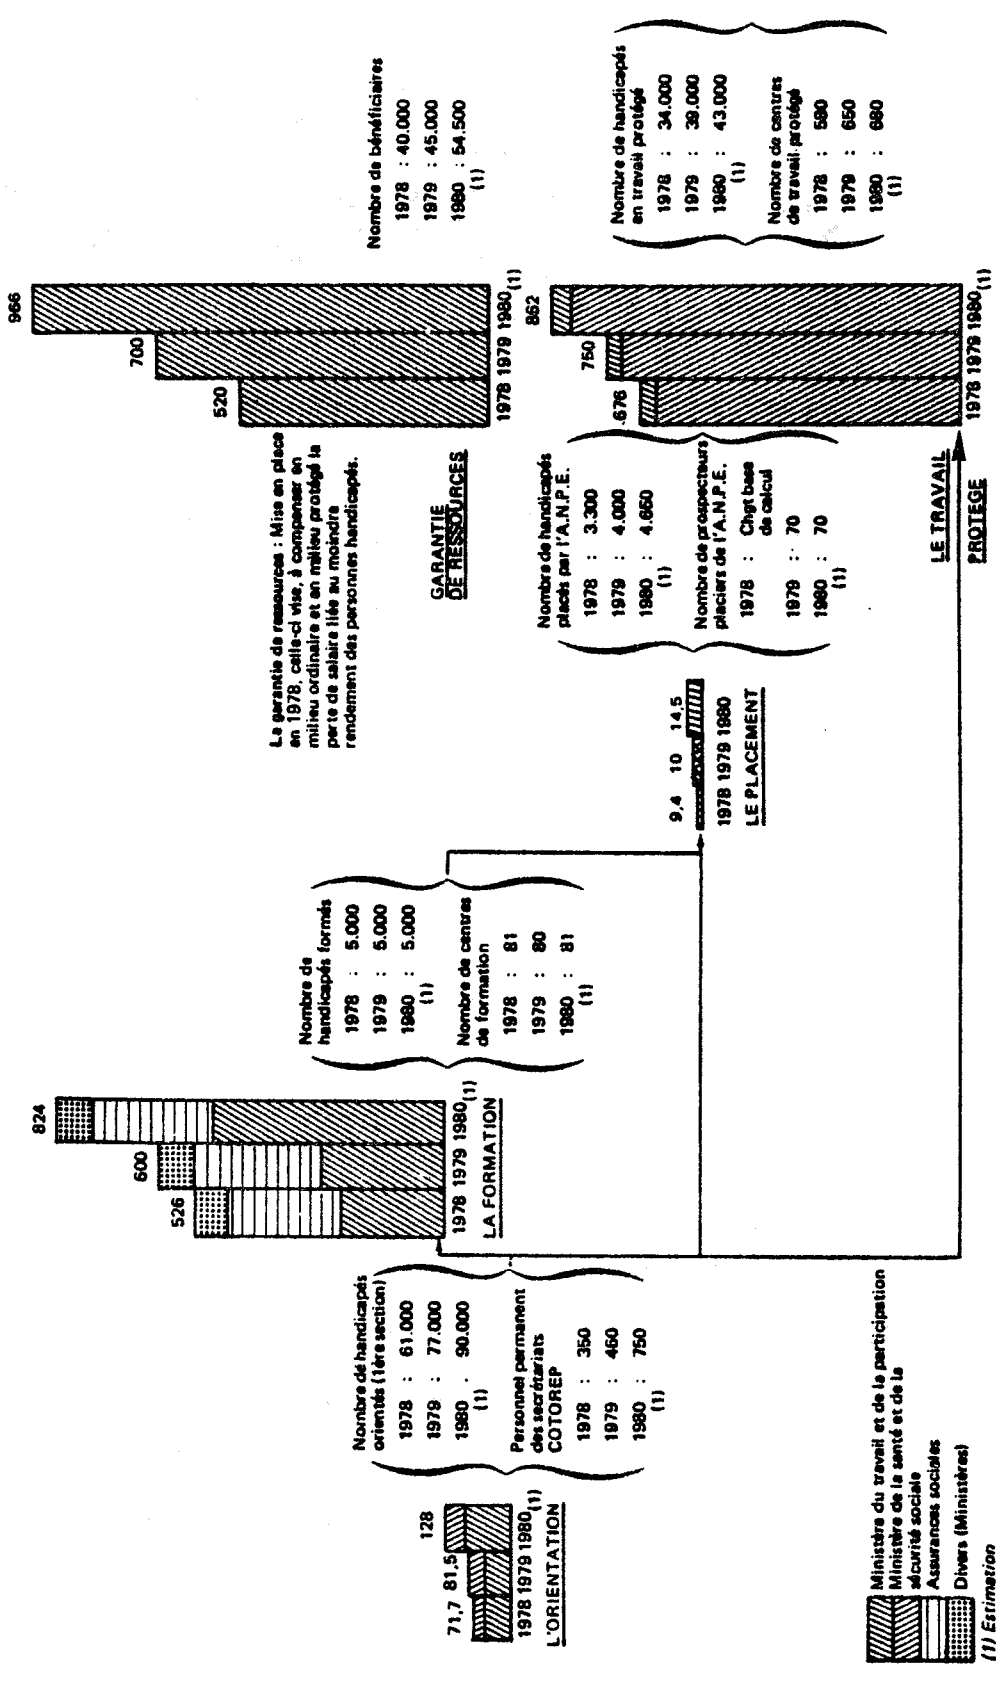 966
700
520
1978 1979 1980(1)
Nombre de bénéficiaires
1978 : 40.000
1979 : 45.000
1980 : 54.500
(1)
La garantie de ressources : Mise en place
en 1978, celle-ci vise, à compenser en
milieu ordinaire et en milieu protégé la
perte de salaire liée au moindre
rendement des personnes handicapés.
GARANTIE
DE RESSOURCES
824
600
526
1978 1979 1980(1)
LA FORMATION
Nombre de
handicapés formés
1978 : 5.000
1979 : 5.000
1980 : 5.000
(1)
Nombre de centres
de formation
1978 : 81
1979 : 80
1980 : 81
(1)
Nombre de handicapés
orientés (1ère section)
1978 : 61.000
1979 : 77.000
1980 . 90.000
(1)
Personnel permanent
des secrétariats
COTOREP
1978 : 350
1979 : 460
1980 : 750
(1)
128
81,5
71,7
1978 1979 1980(1)
L'ORIENTATION
9,4 10 14,5
1978 1979 1980
LE PLACEMENT
Nombre de handicapés
placés par l'A.N.P.E.
1978 : 3.300
1979 : 4.000
1980 : 4.650
(1)
Nombre de prospecteurs
placiers de l'A.N.P.E.
1978 : Chgt base
de calcul
1979 : 70
1980 : 70
(1)
862
750
676
1978 1979 1980(1)
LE TRAVAIL
PROTEGE
Nombre de handicapés
en travail protégé
1978 : 34.000
1979 : 39.000
1980 : 43.000
(1)
Nombre de centres
de travail protégé
1978 : 580
1979 : 650
1980 : 680
(1)
Ministère du travail et de la participation
Ministère de la santé et de la
sécurité sociale
Assurances sociales
Divers (Ministères)
(1) Estimation